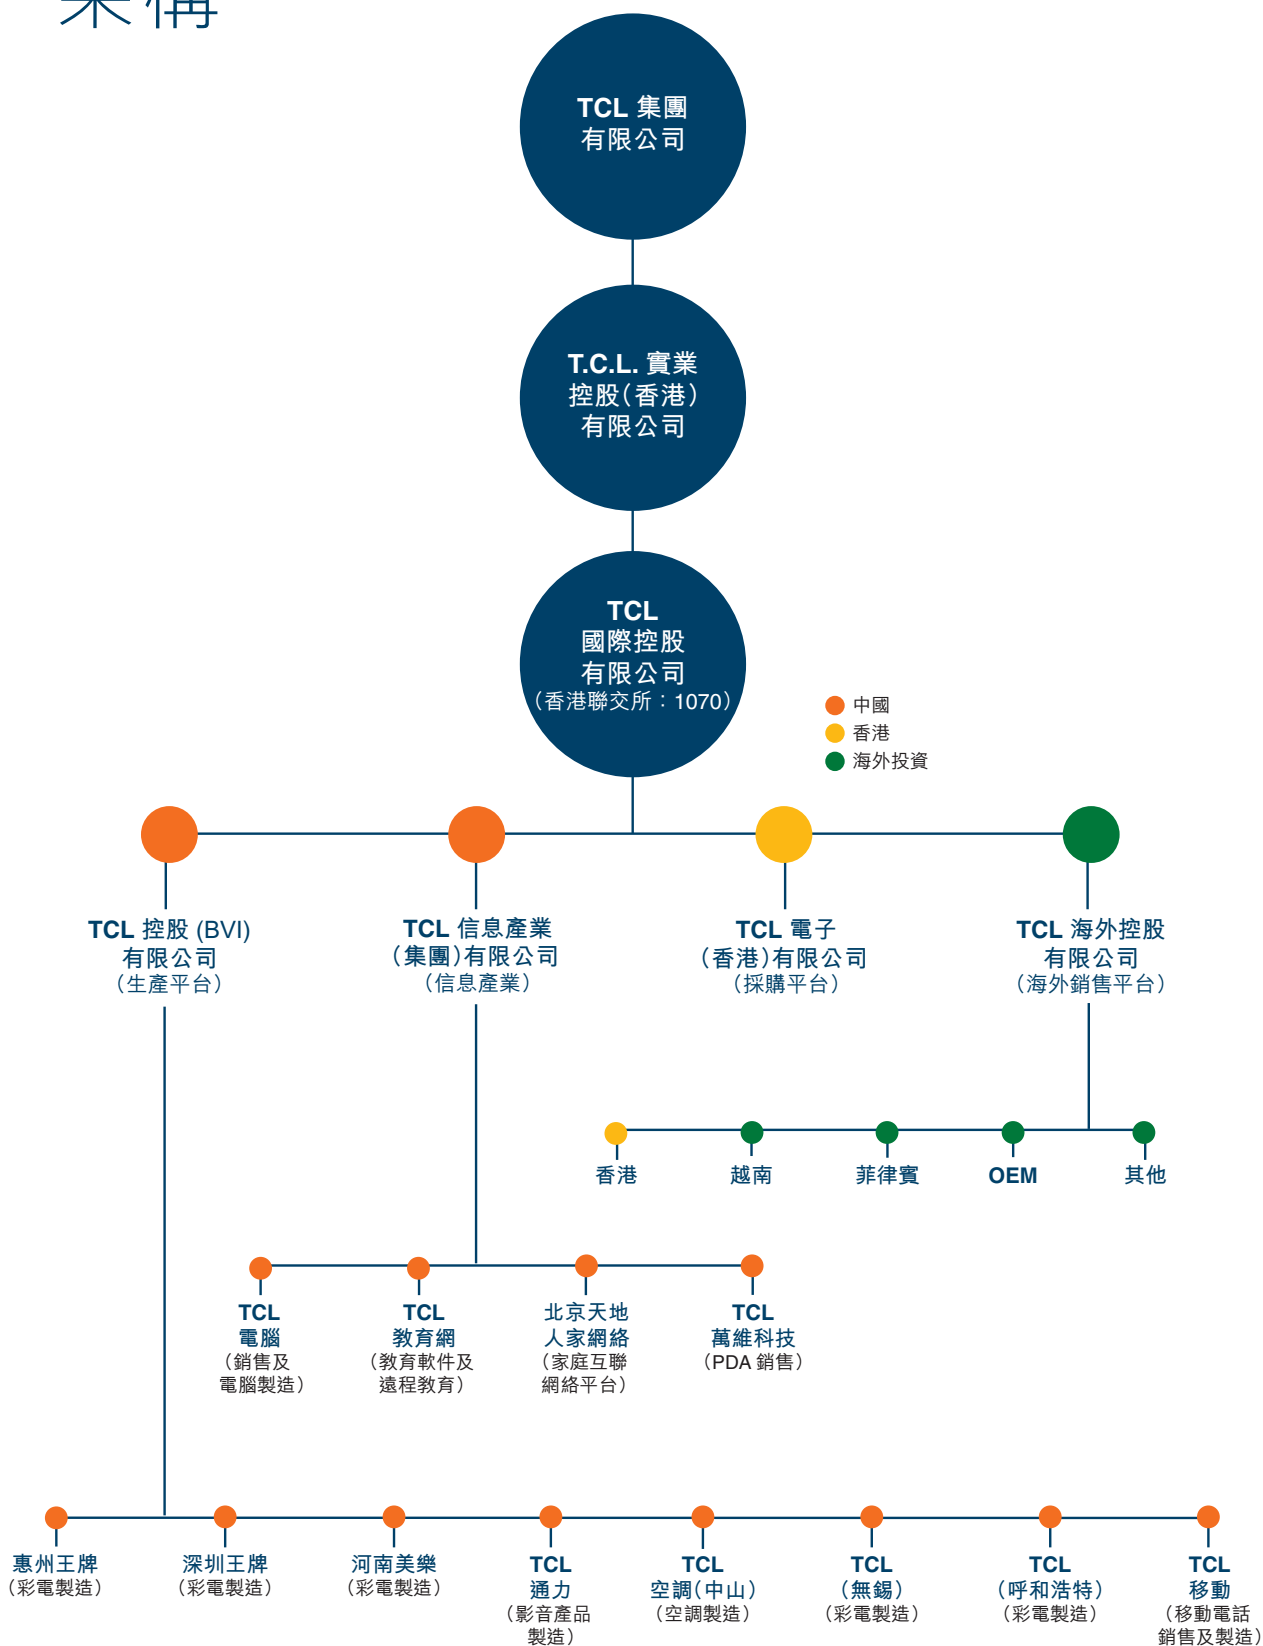 架構
TCL 集團
有限公司
T.C.L. 實業
控股（香港）
有限公司
TCL
國際控股
有限公司
（香港聯交所：1070）
中國
香港
海外投資
TCL 控股 (BVI)
有限公司
（生產平台）
TCL 信息產業
（集團）有限公司
（信息產業）
TCL 電子
（香港）有限公司
（採購平台）
TCL 海外控股
有限公司
（海外銷售平台）
香港
越南
菲律賓
OEM
其他
TCL
電腦
（銷售及
電腦製造）
TCL
教育網
（教育軟件及
遠程教育）
北京天地
人家網絡
（家庭互聯
網絡平台）
TCL
萬維科技
（PDA 銷售）
惠州王牌
（彩電製造）
深圳王牌
（彩電製造）
河南美樂
（彩電製造）
TCL
通力
（影音產品
製造）
TCL
空調（中山）
（空調製造）
TCL
（無錫）
（彩電製造）
TCL
（呼和浩特）
（彩電製造）
TCL
移動
（移動電話
銷售及製造）